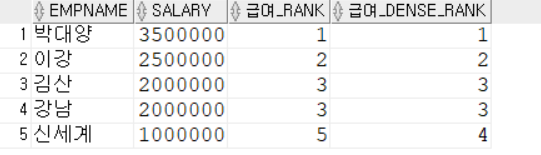 EMPNAME SALARY 급여_RANK 급여_DENSE_RANK
1 박대양 3500000 1 1
2 이강 2500000 2 2
3 김산 2000000 3 3
4 강남 2000000 3 3
5 신세계 1000000 5 4